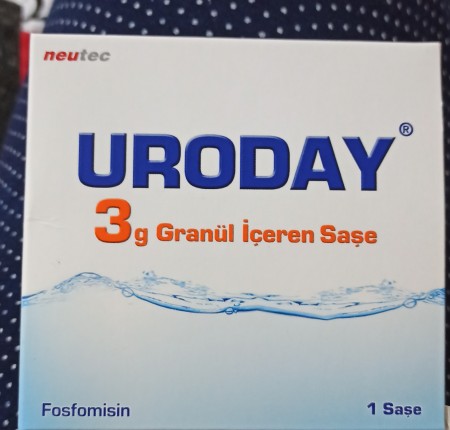 neutec
URODAY®
3g Granül İçeren Saşe
Fosfomisin
1 Saşe